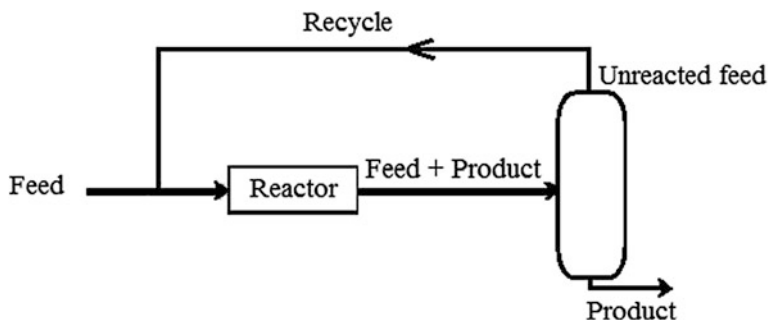 Recycle
Unreacted feed
Feed + Product
Feed
Reactor
Product